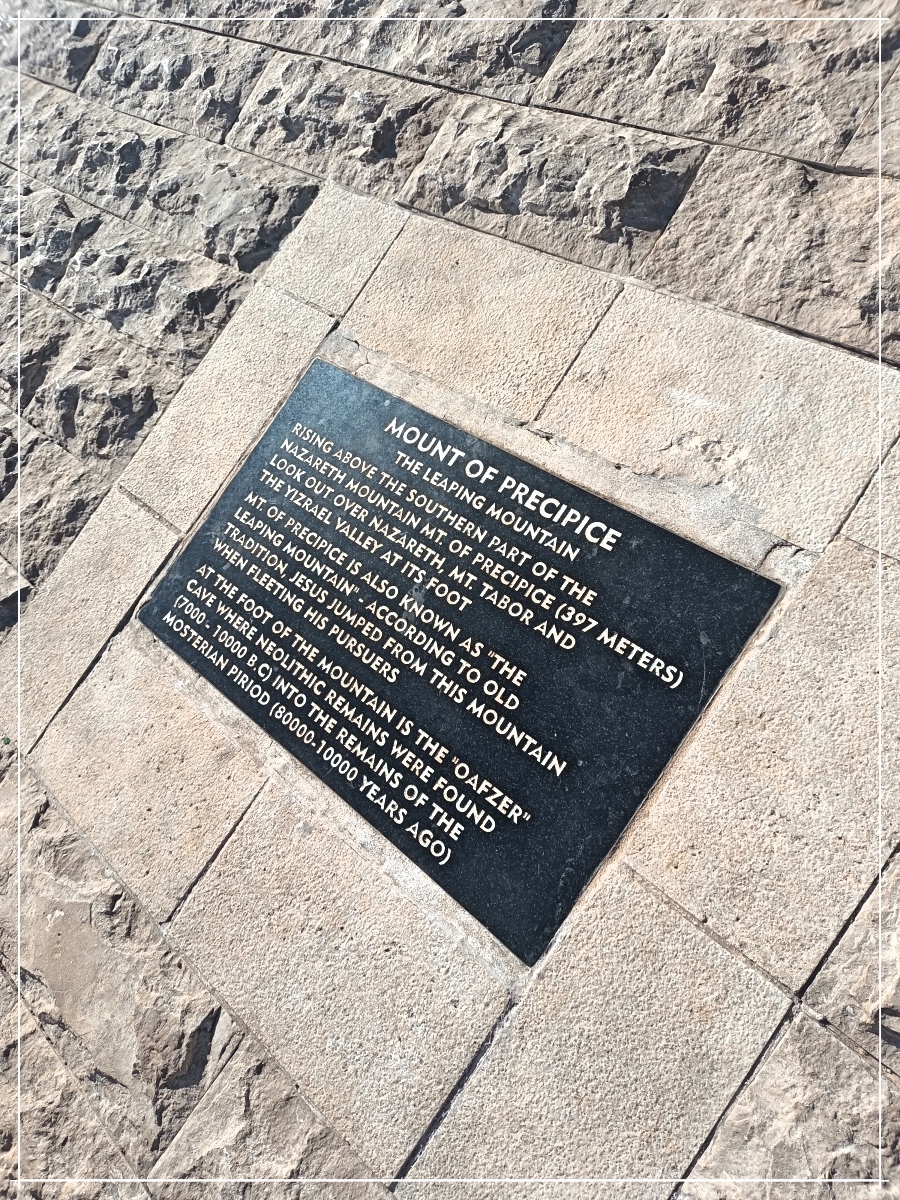 MOUNT OF PRECIPICE
THE LEAPING MOUNTAIN
RISING ABOVE THE SOUTHERN PART OF THE
NAZARETH MOUNTAIN MT. OF PRECIPICE (397 METERS)
LOOK OUT OVER NAZARETH, MT. TABOR AND
THE YIZRAEL VALLEY AT ITS FOOT
MT. OF PRECIPICE IS ALSO KNOWN AS "THE
LEAPING MOUNTAIN". ACCORDING TO OLD
TRADITION, JESUS JUMPED FROM THIS MOUNTAIN
WHEN FLEETING HIS PURSUERS
AT THE FOOT OF THE MOUNTAIN IS THE "OAFZER"
CAVE WHERE NEOLITHIC REMAINS WERE FOUND
(7000- 10000 B.C) INTO THE REMAINS OF THE
MOSTERIAN PIRIOD (80000-10000 YEARS AGO)